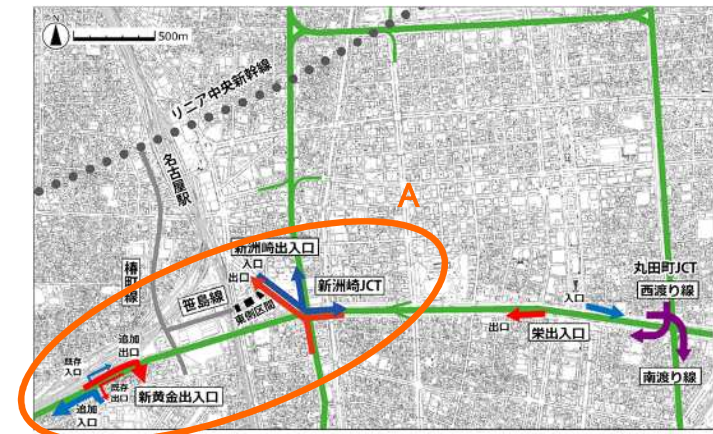 500m
リニア中央新幹線
名古屋駅
A
新洲崎出入口
入口
出口
新洲崎JCT
椿町線
笹島線
東側区間
丸田町JCT
西渡り線
入口
出口
栄出入口
南渡り線
追加
出口
既存
入口
既存
出口
新黄金出入口
追加
入口